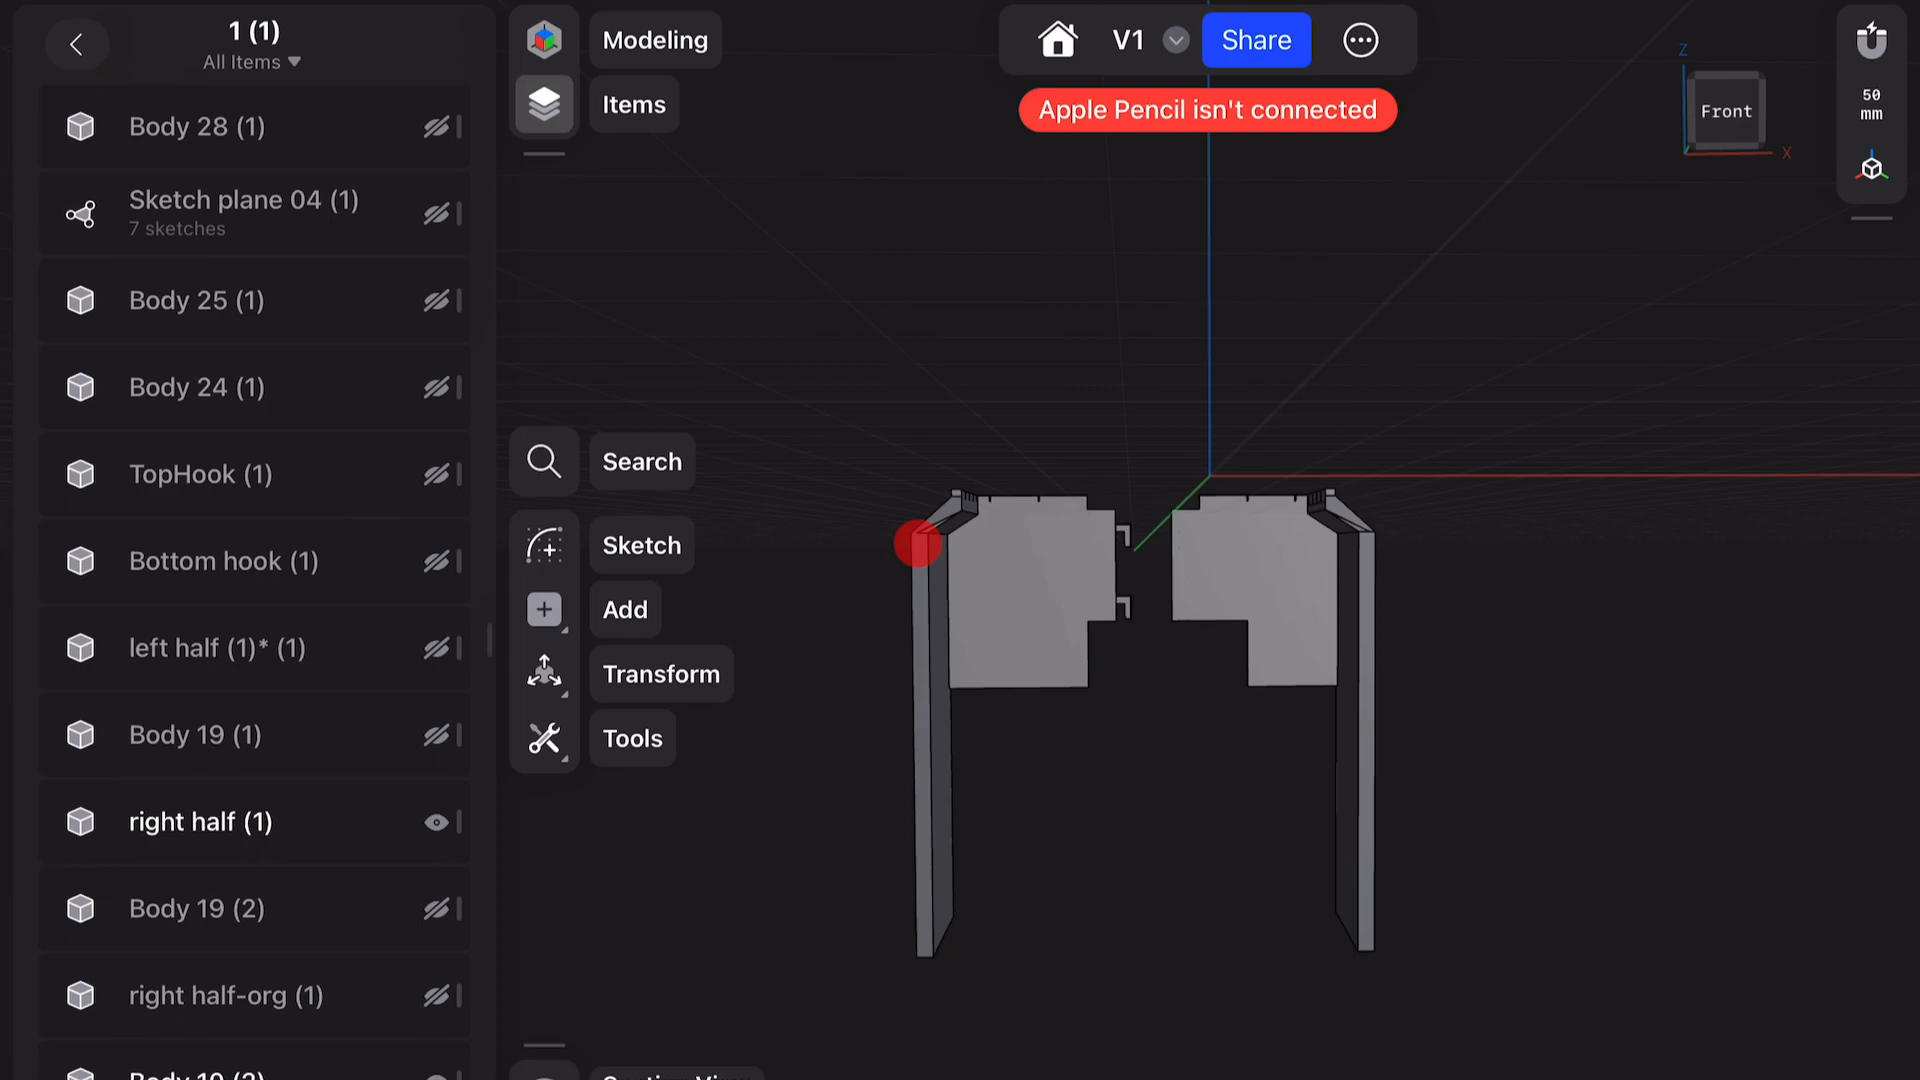 1 (1)
All Items
Body 28 (1)
Sketch plane 04 (1)
7 sketches
Body 25 (1)
Body 24 (1)
TopHook (1)
Bottom hook (1)
left half (1)* (1)
Body 19 (1)
right half (1)
Body 19 (2)
right half-org (1)
Modeling
Items
Search
Sketch
Add
Transform
Tools
V1
Share
Apple Pencil isn't connected
Z
Front
X
50
mm